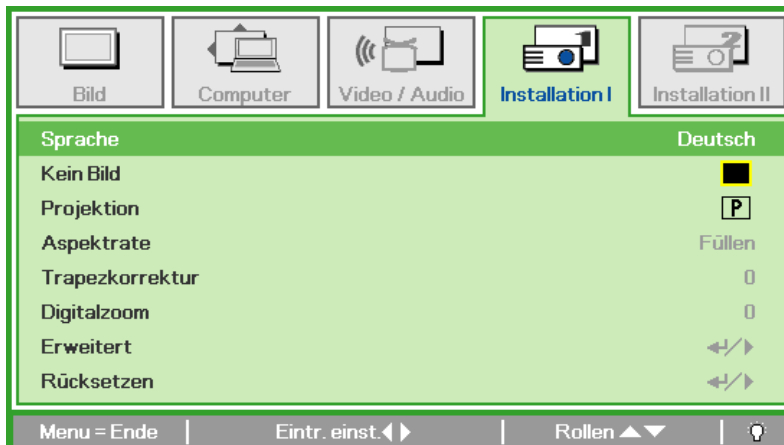 Bild
Computer
Video / Audio
Installation I
Installation II
Sprache Deutsch
Kein Bild
Projektion P
Aspektrate Füllen
Trapezkorrektur 0
Digitalzoom 0
Erweitert
Rücksetzen
Menu = Ende Eintr. einst. Rollen